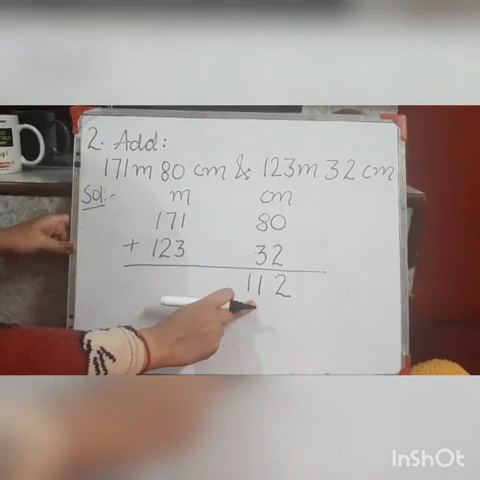 2. Add:
171m 80 cm & 123m 32 cm
Sol:- m cm
171 80
+ 123 32
112
InShOt